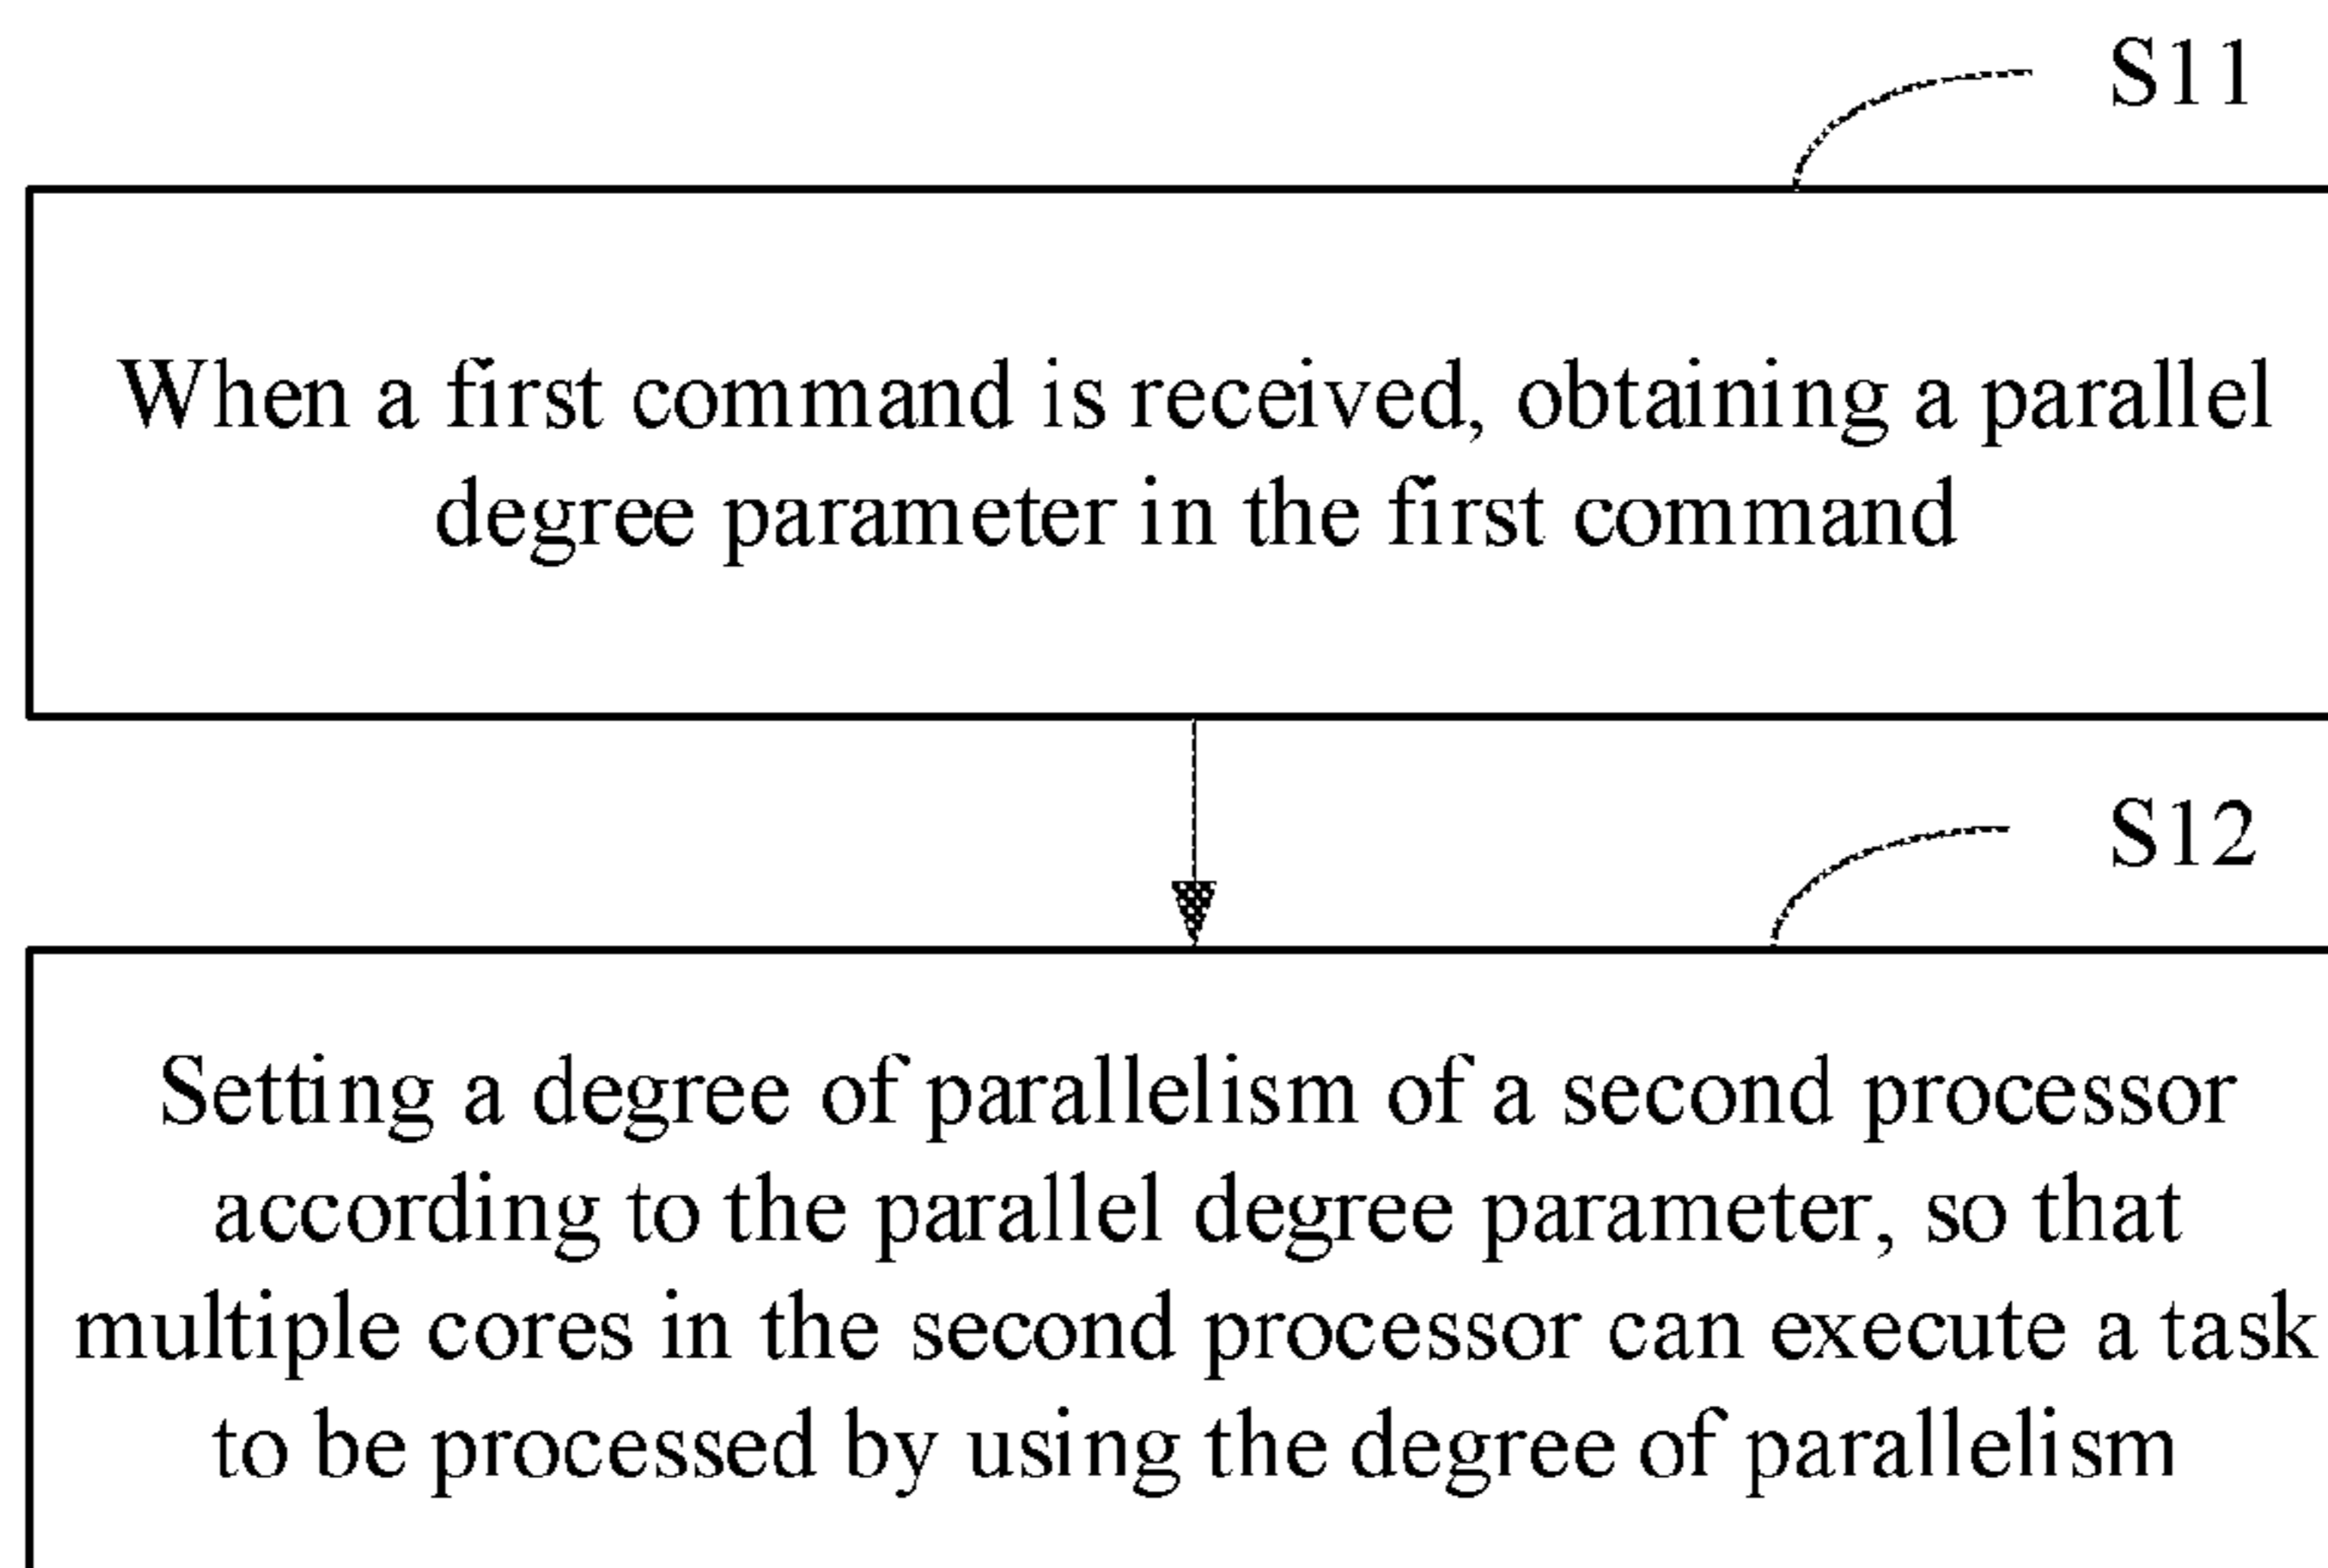 S11
When a first command is received, obtaining a parallel
degree parameter in the first command
S12
Setting a degree of parallelism of a second processor
according to the parallel degree parameter, so that
multiple cores in the second processor can execute a task
to be processed by using the degree of parallelism